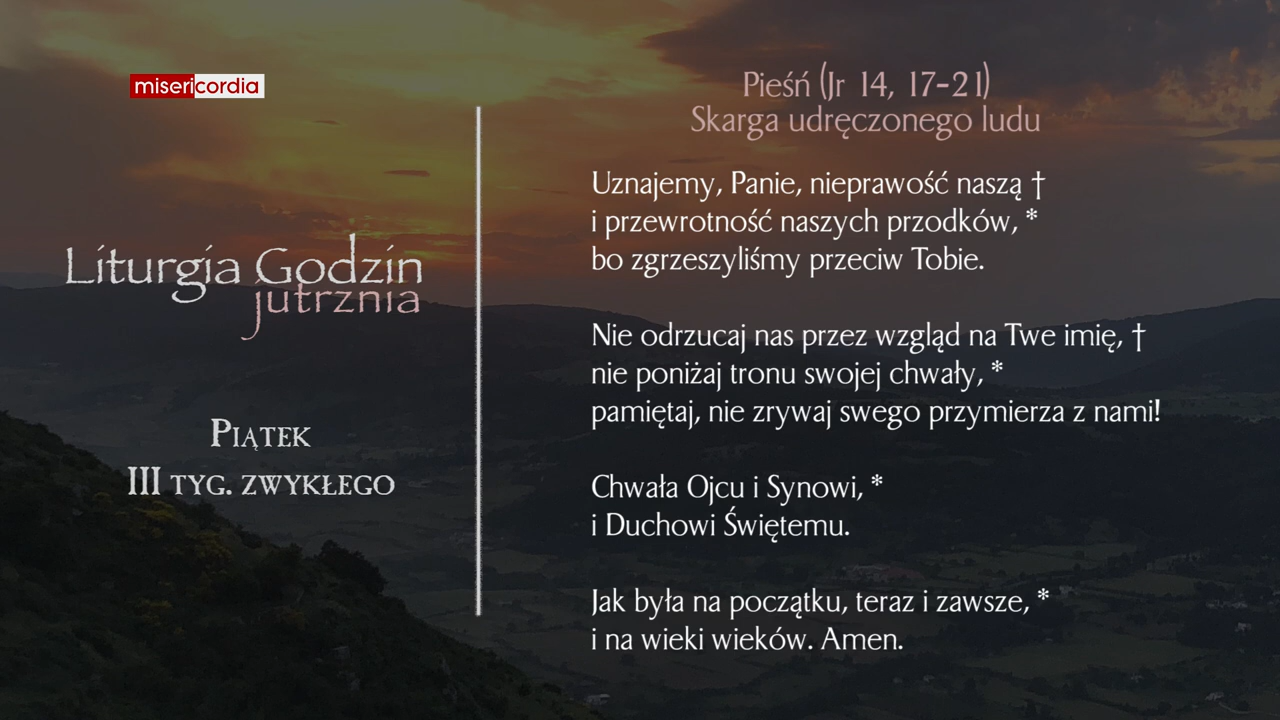 misericordia
Liturgia Godzin
jutrznia
Piątek
III tyg. zwykłego
Pieśń (Jr 14, 17-21)
Skarga udręczonego ludu
Uznajemy, Panie, nieprawość naszą †
i przewrotność naszych przodków, *
bo zgrzeszyliśmy przeciw Tobie.
Nie odrzucaj nas przez wzgląd na Twe imię, †
nie poniżaj tronu swojej chwały, *
pamiętaj, nie zrywaj swego przymierza z nami!
Chwała Ojcu i Synowi, *
i Duchowi Świętemu.
Jak była na początku, teraz i zawsze, *
i na wieki wieków. Amen.